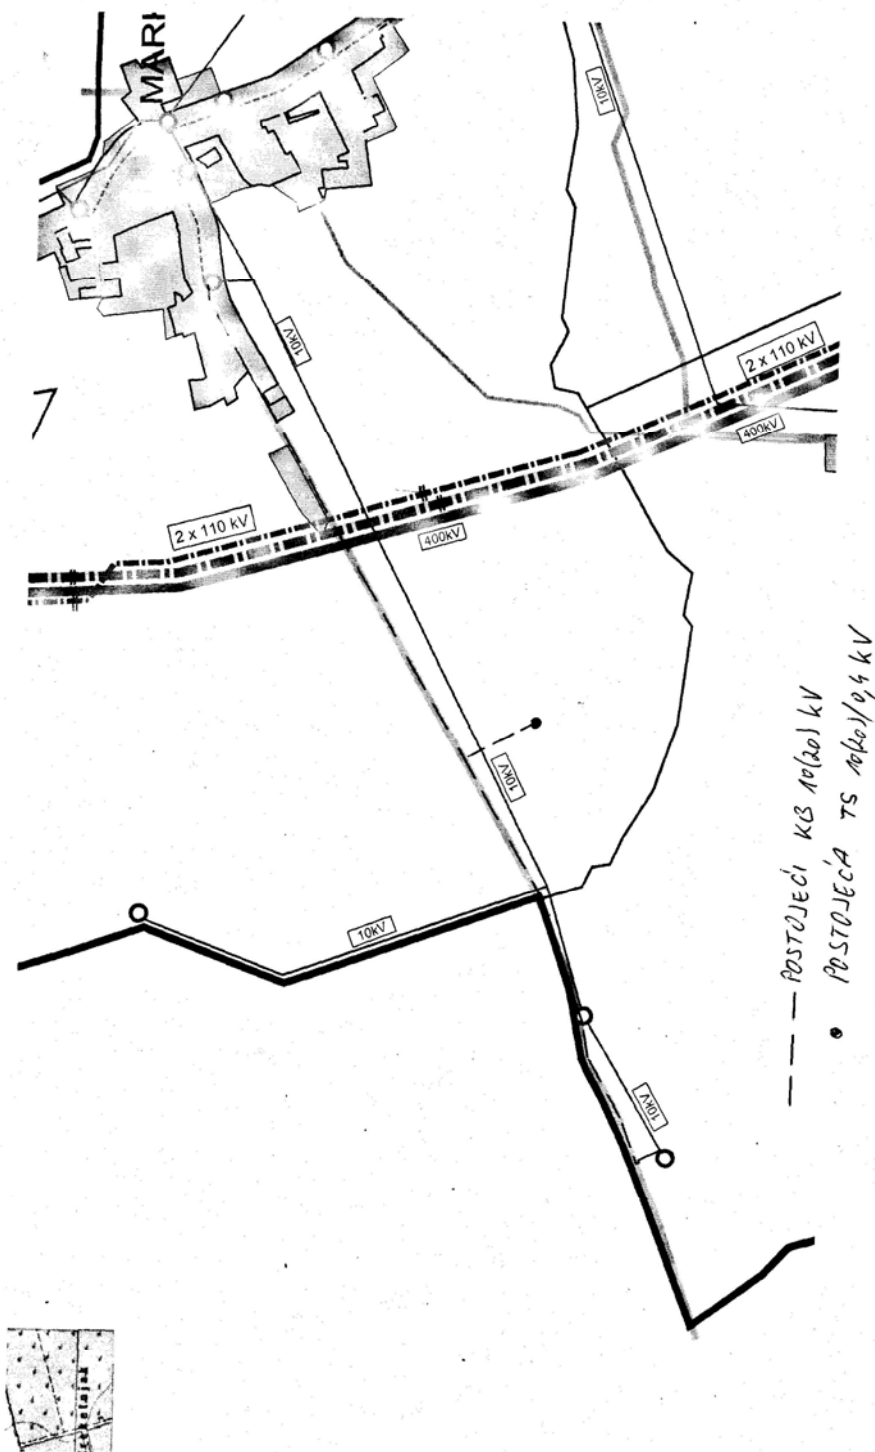 MARI
10kV
10kV
2 x 110 kV
400kV
2 x 110 kV
400kV
10kV
10kV
10kV
— — — POSTOJEĆI KB 10(20) kV
• POSTOJEĆA TS 10(20)/0,4 kV